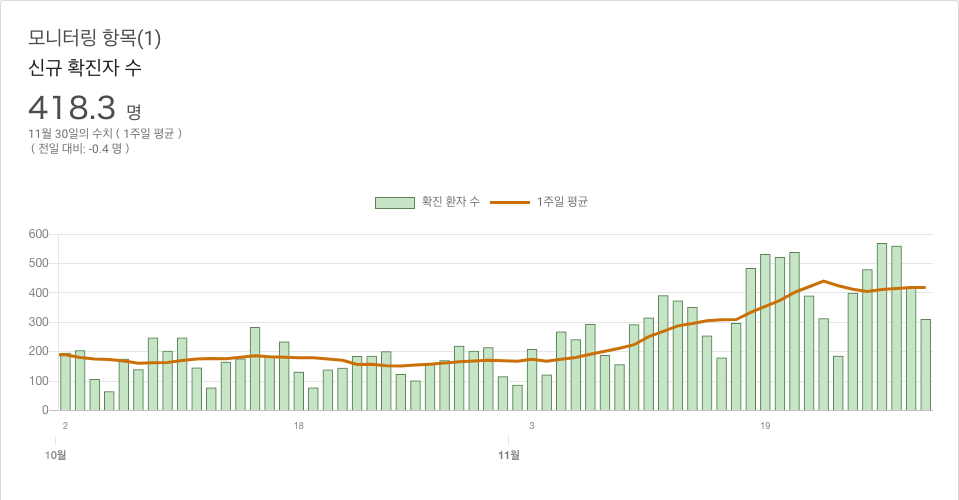 모니터링 항목(1)
신규 확진자 수
418.3 명
11월 30일의 수치 ( 1주일 평균 )
( 전일 대비: -0.4 명 )
확진 환자 수 1주일 평균
600
500
400
300
200
100
0
2 18 3 19
10월 11월